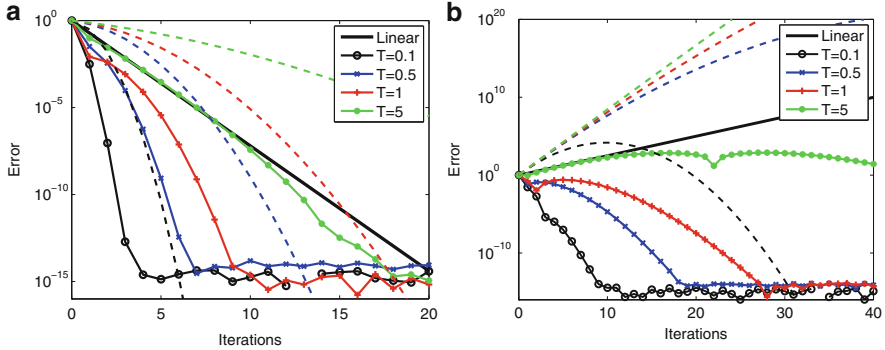 a
Error
10^0
10^-5
10^-10
10^-15
0
5
10
15
20
Iterations
Linear
T=0.1
T=0.5
T=1
T=5
b
Error
10^20
10^10
10^0
10^-10
0
10
20
30
40
Iterations
Linear
T=0.1
T=0.5
T=1
T=5